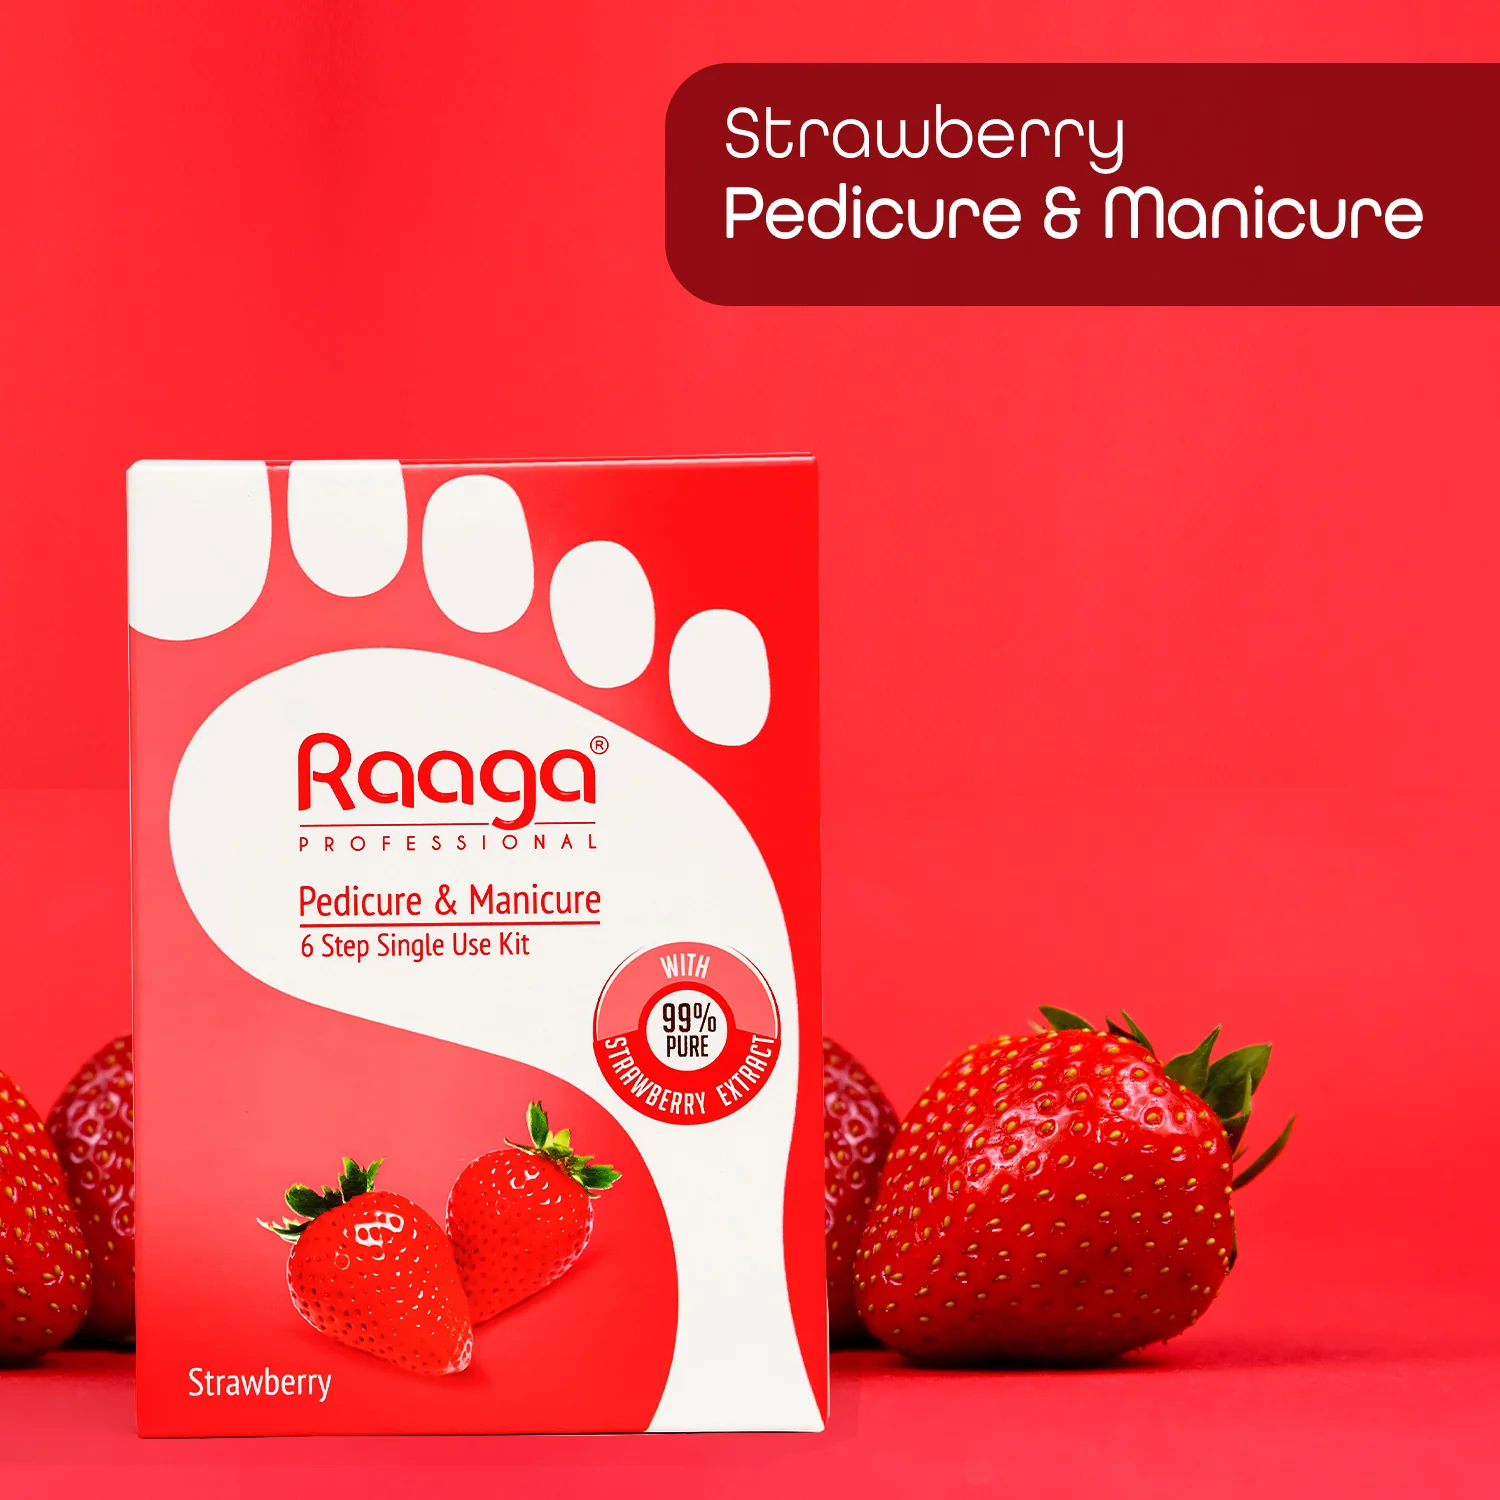 Strawberry
Pedicure & Manicure
Raaga®
PROFESSIONAL
Pedicure & Manicure
6 Step Single Use Kit
WITH
99%
PURE
STRAWBERRY EXTRACT
Strawberry